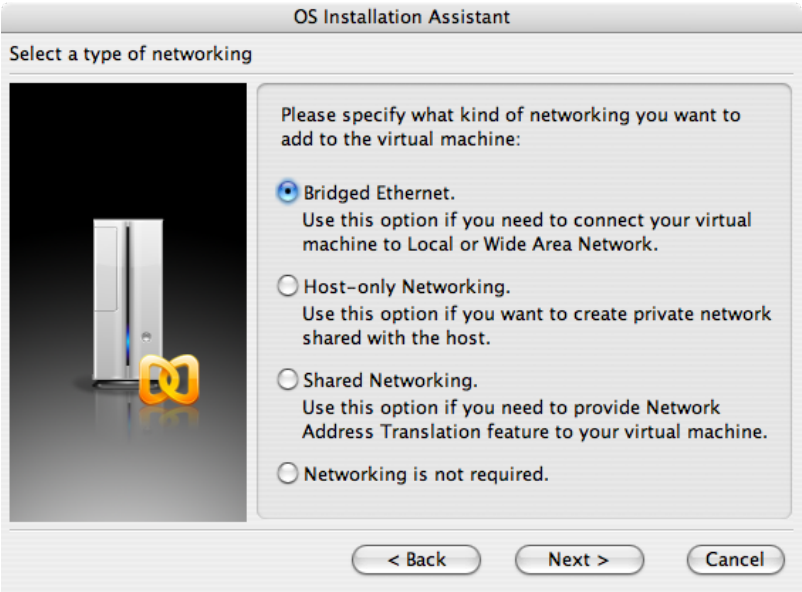 OS Installation Assistant
Select a type of networking
Please specify what kind of networking you want to
add to the virtual machine:
Bridged Ethernet.
Use this option if you need to connect your virtual
machine to Local or Wide Area Network.
Host-only Networking.
Use this option if you want to create private network
shared with the host.
Shared Networking.
Use this option if you need to provide Network
Address Translation feature to your virtual machine.
Networking is not required.
< Back
Next >
Cancel